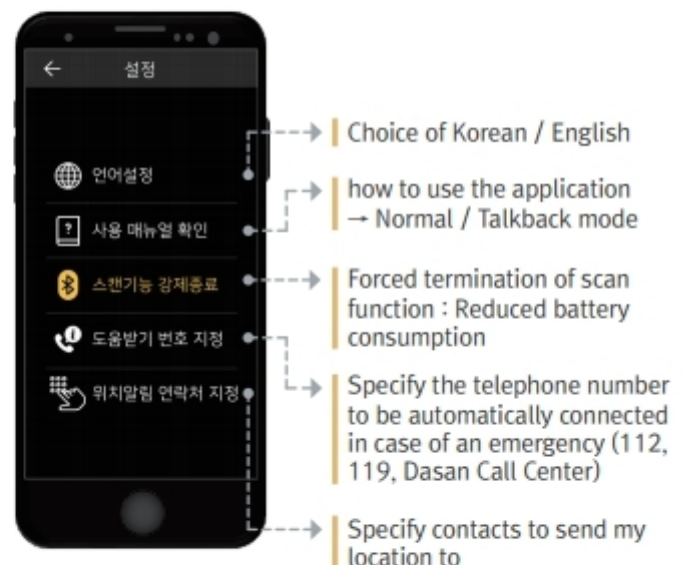 설정
언어설정
사용 매뉴얼 확인
스캔기능 강제종료
도움받기 번호 지정
위치알림 연락처 지정
Choice of Korean / English
how to use the application
→ Normal / Talkback mode
Forced termination of scan
function : Reduced battery
consumption
Specify the telephone number
to be automatically connected
in case of an emergency (112,
119, Dasan Call Center)
Specify contacts to send my
location to